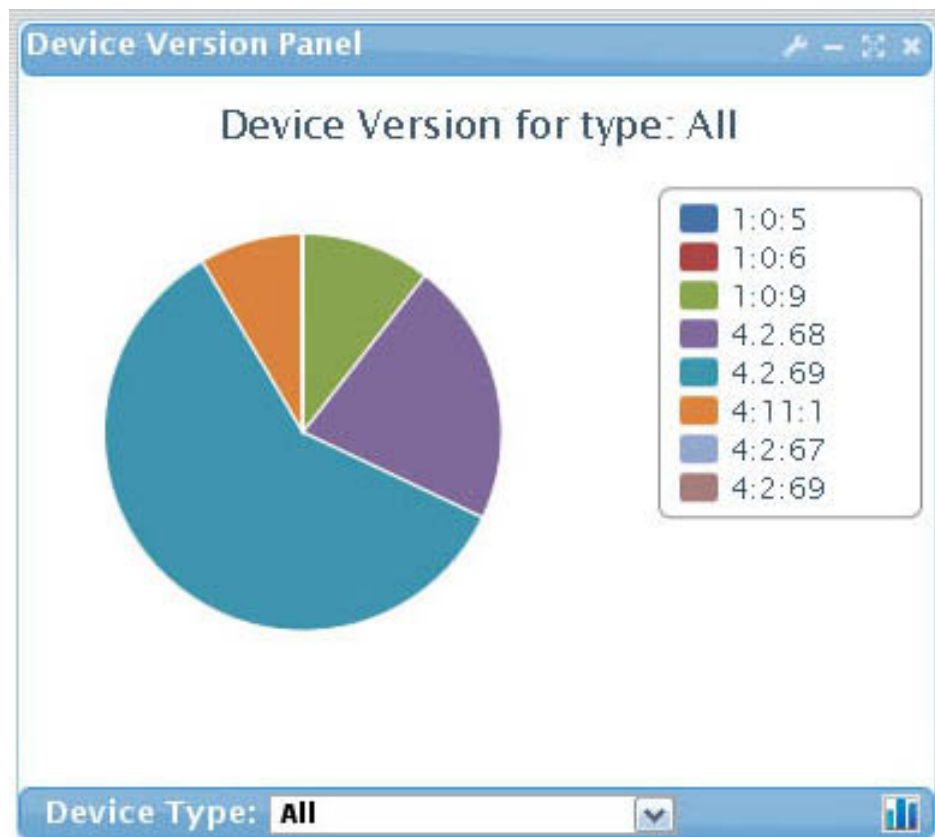 Device Version Panel
Device Version for type: All
1:0:5
1:0:6
1:0:9
4.2.68
4.2.69
4:11:1
4:2:67
4:2:69
Device Type: All